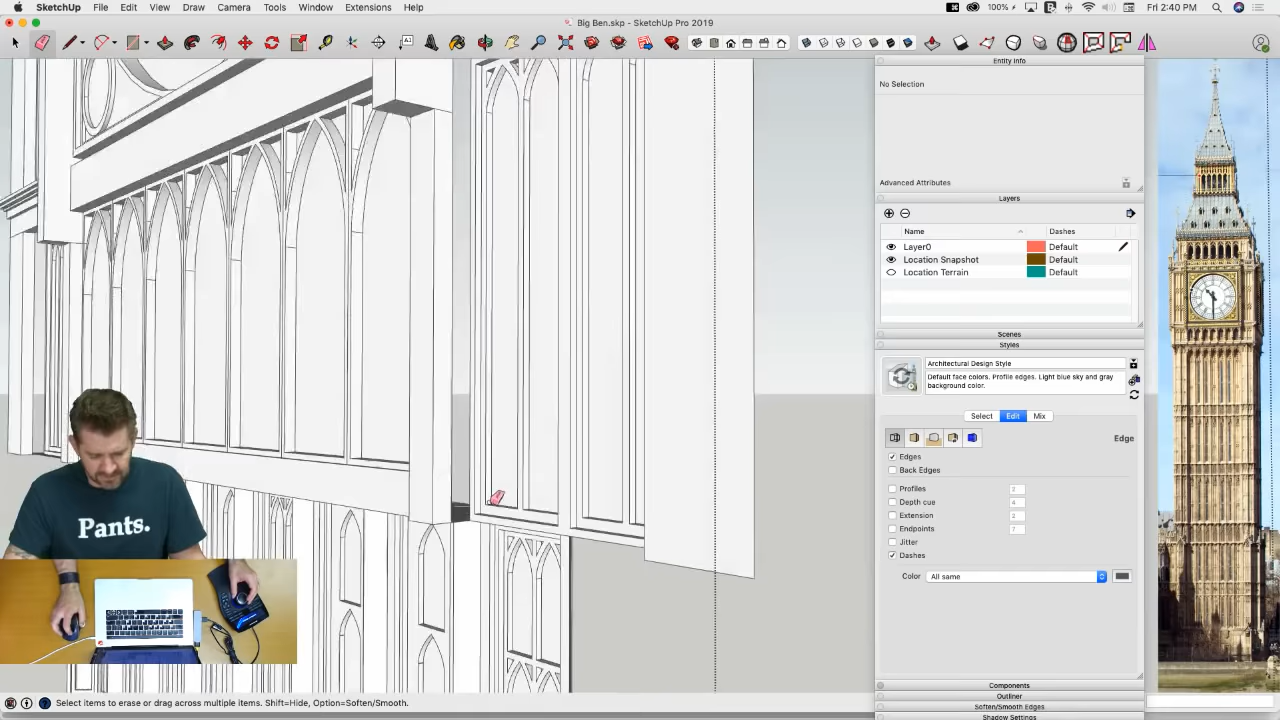 SketchUp File Edit View Draw Camera Tools Window Extensions Help 100% Fri 2:40 PM
Big Ben.skp - SketchUp Pro 2019
Entity Info
No Selection
Advanced Attributes
Layers
Name Dashes
Layer0 Default
Location Snapshot Default
Location Terrain Default
Scenes
Styles
Architectural Design Style
Default face colors. Profile edges. Light blue sky and gray
background color.
Select Edit Mix
Edge
Edges
Back Edges
Profiles 2
Depth cue 4
Extension
Endpoints 7
Jitter
Dashes
Color All same
Pants.
Components
Outliner
Soften/Smooth Edges
Shadow Settings
Select items to erase or drag across multiple items. Shift=Hide, Option=Soften/Smooth.